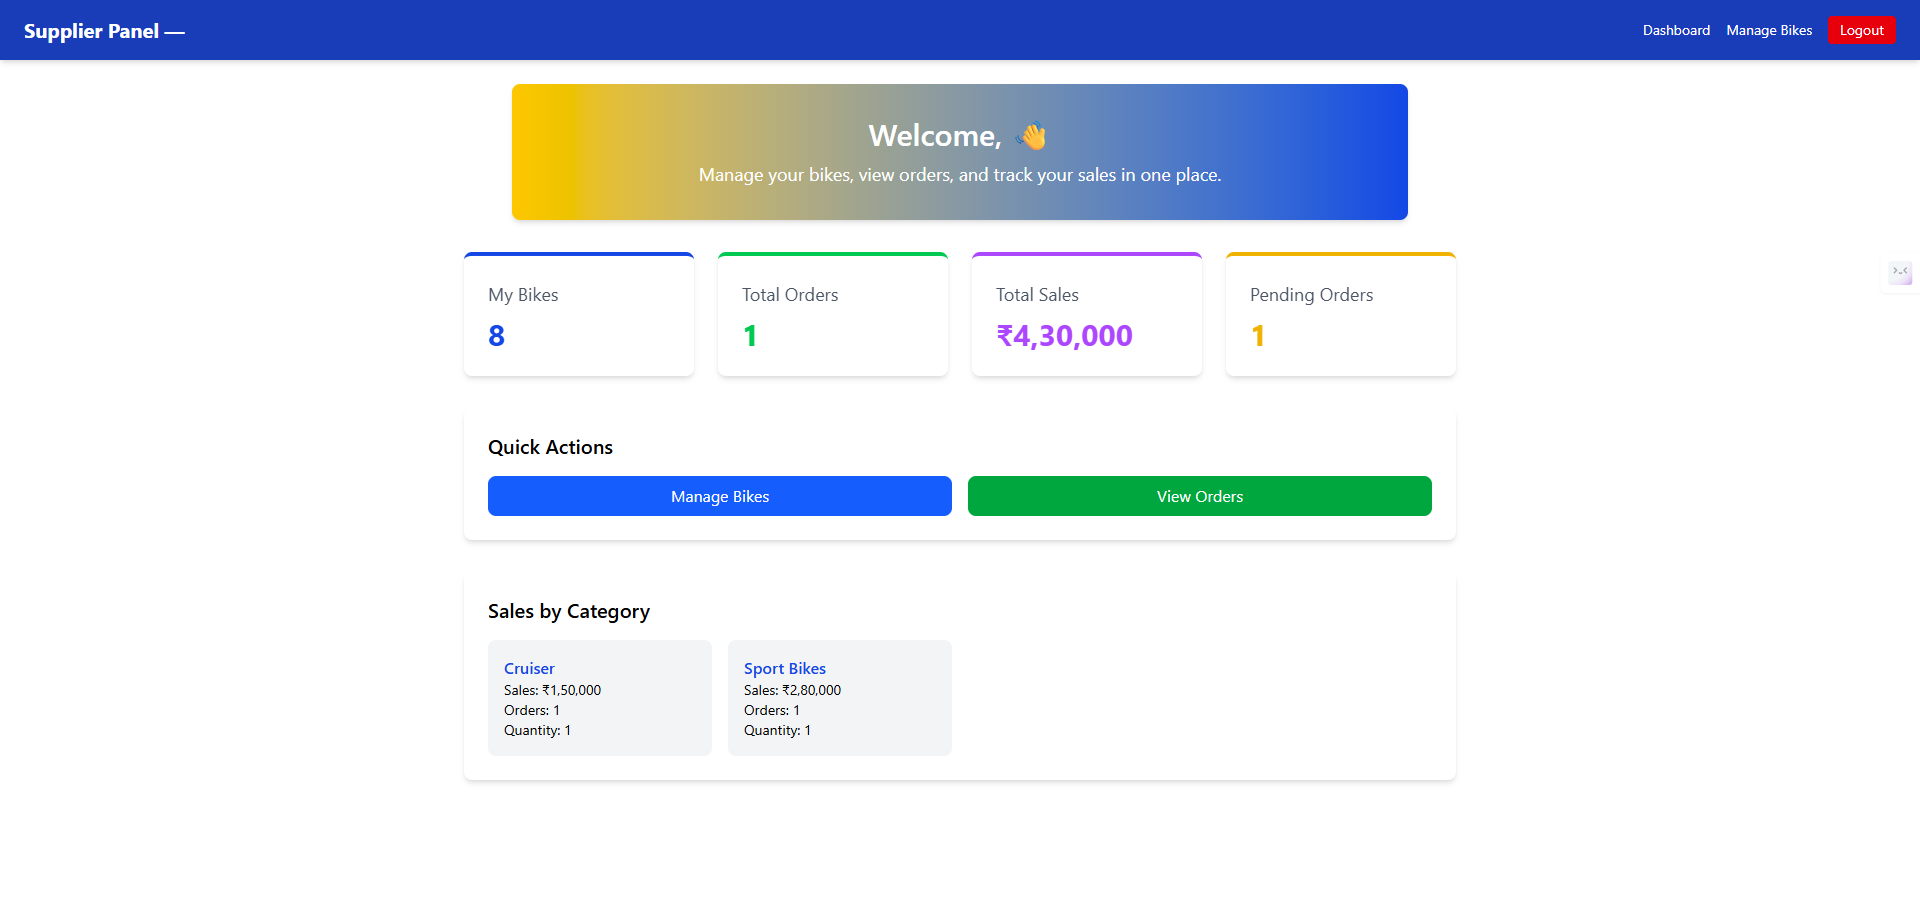 Supplier Panel —
Dashboard
Manage Bikes
Logout
Welcome, 👋
Manage your bikes, view orders, and track your sales in one place.
My Bikes
8
Total Orders
1
Total Sales
₹4,30,000
Pending Orders
1
Quick Actions
Manage Bikes
View Orders
Sales by Category
Cruiser
Sales: ₹1,50,000
Orders: 1
Quantity: 1
Sport Bikes
Sales: ₹2,80,000
Orders: 1
Quantity: 1